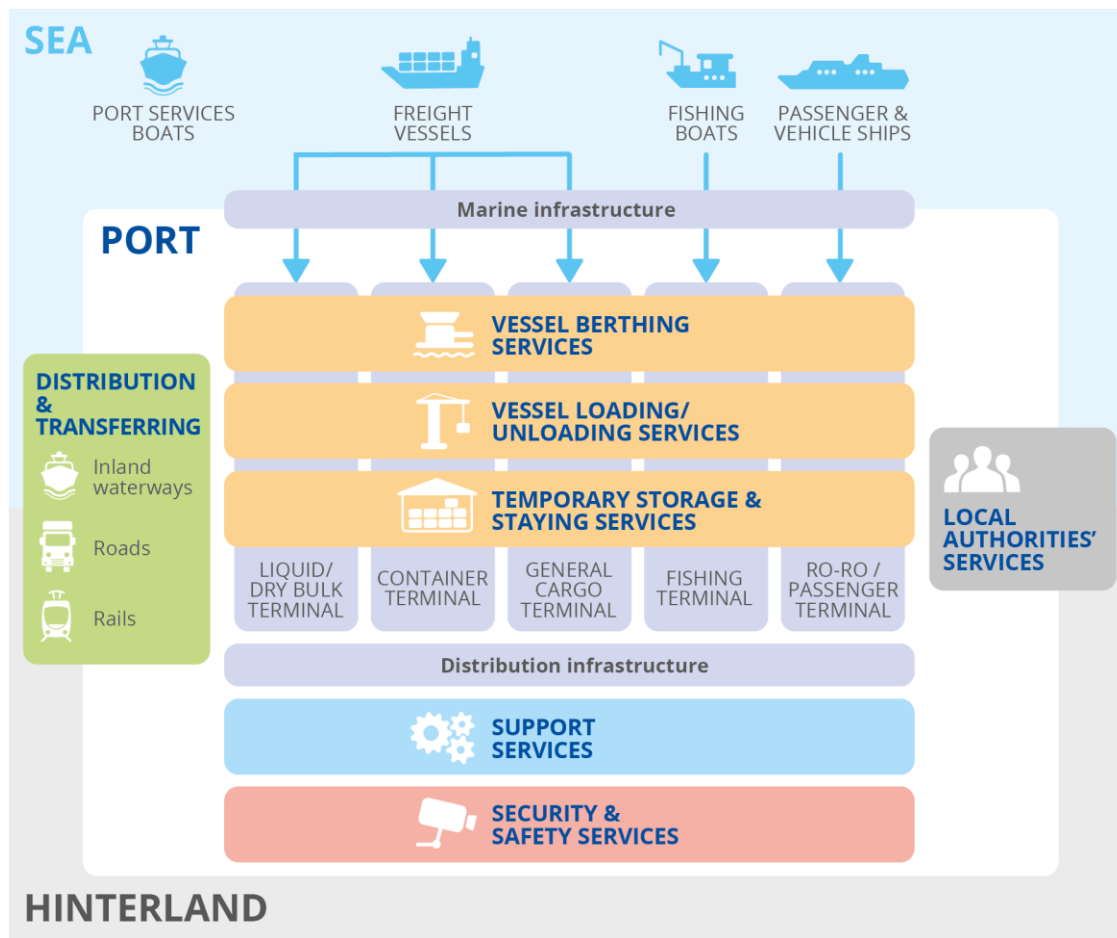 SEA
PORT SERVICES
BOATS
FREIGHT
VESSELS
FISHING
BOATS
PASSENGER &
VEHICLE SHIPS
Marine infrastructure
PORT
VESSEL BERTHING
SERVICES
DISTRIBUTION
&
TRANSFERRING
Inland
waterways
Roads
Rails
VESSEL LOADING/
UNLOADING SERVICES
TEMPORARY STORAGE &
STAYING SERVICES
LOCAL
AUTHORITIES’
SERVICES
LIQUID/
DRY BULK
TERMINAL
CONTAINER
TERMINAL
GENERAL
CARGO
TERMINAL
FISHING
TERMINAL
RO-RO /
PASSENGER
TERMINAL
Distribution infrastructure
SUPPORT
SERVICES
SECURITY &
SAFETY SERVICES
HINTERLAND